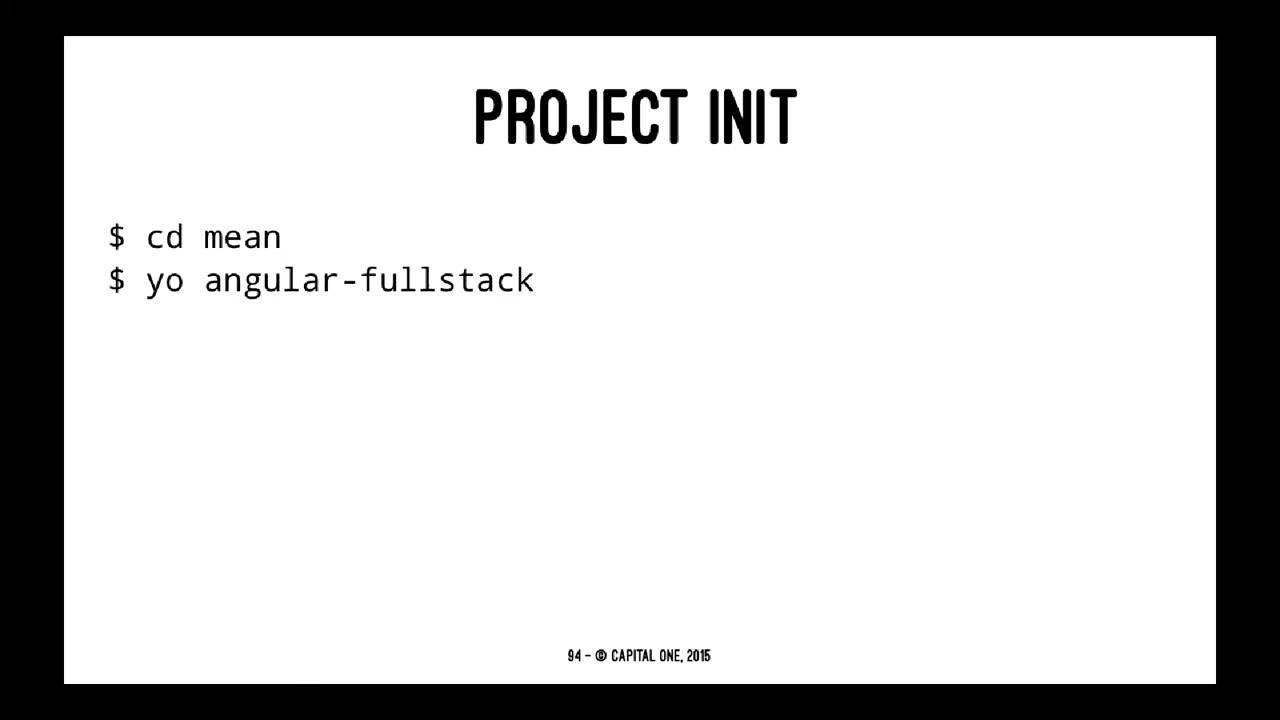 PROJECT INIT
$ cd mean
$ yo angular-fullstack
94 – © CAPITAL ONE, 2015